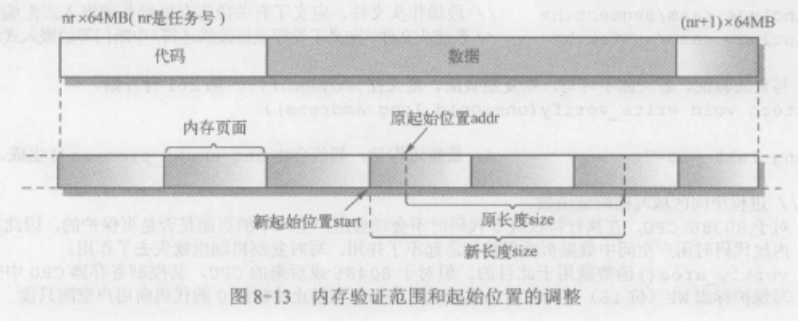 nr×64MB( nr是任务号)
(nr+1)×64MB
代码
数据
原起始位置addr
内存页面
新起始位置start
原长度size
新长度size
图 8-13 内存验证范围和起始位置的调整